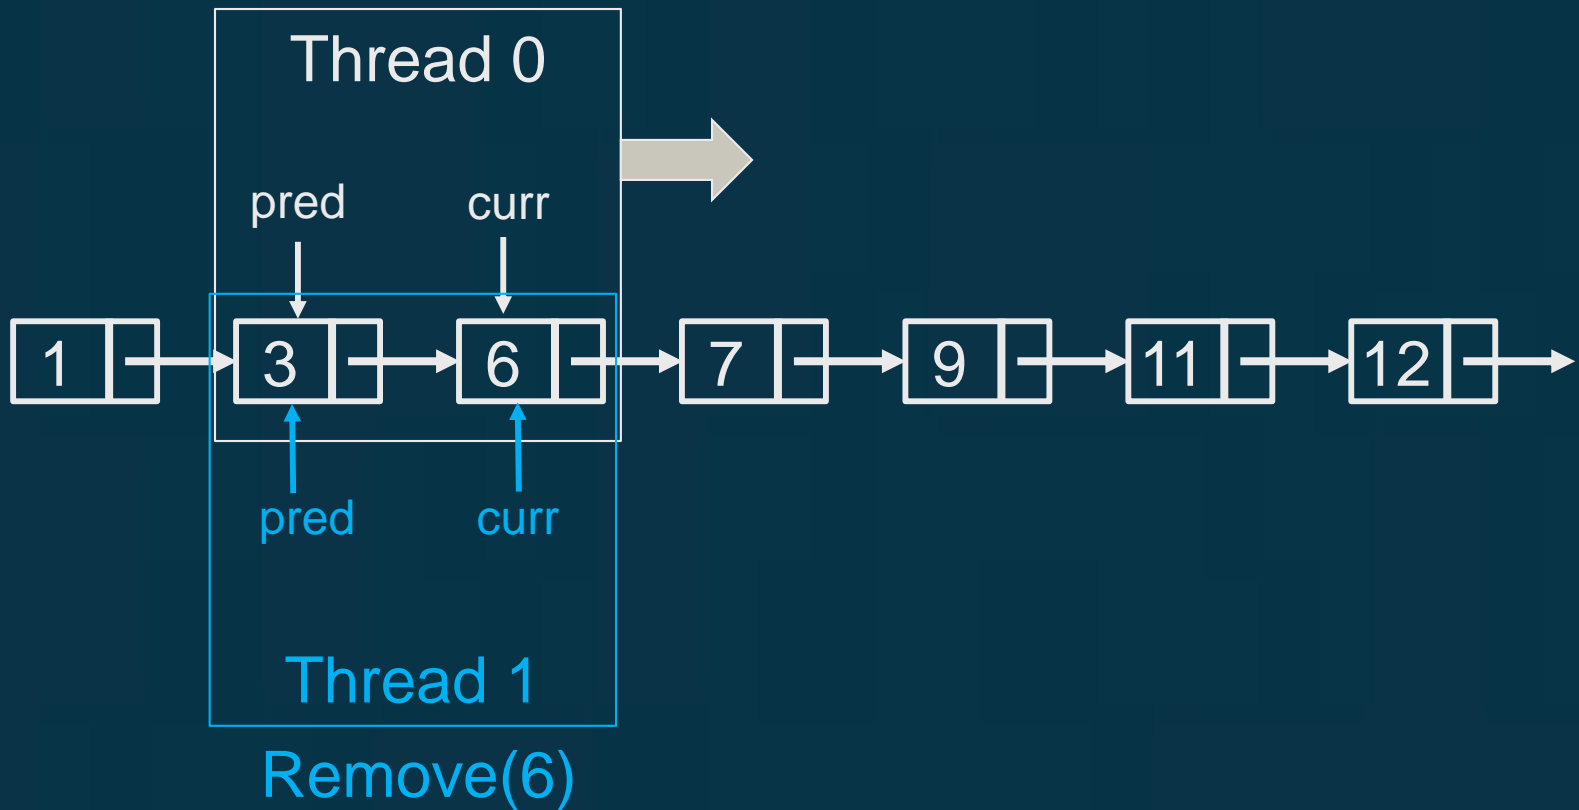 Thread 0
pred curr
1 3 6 7 9 11 12
pred curr
Thread 1
Remove(6)